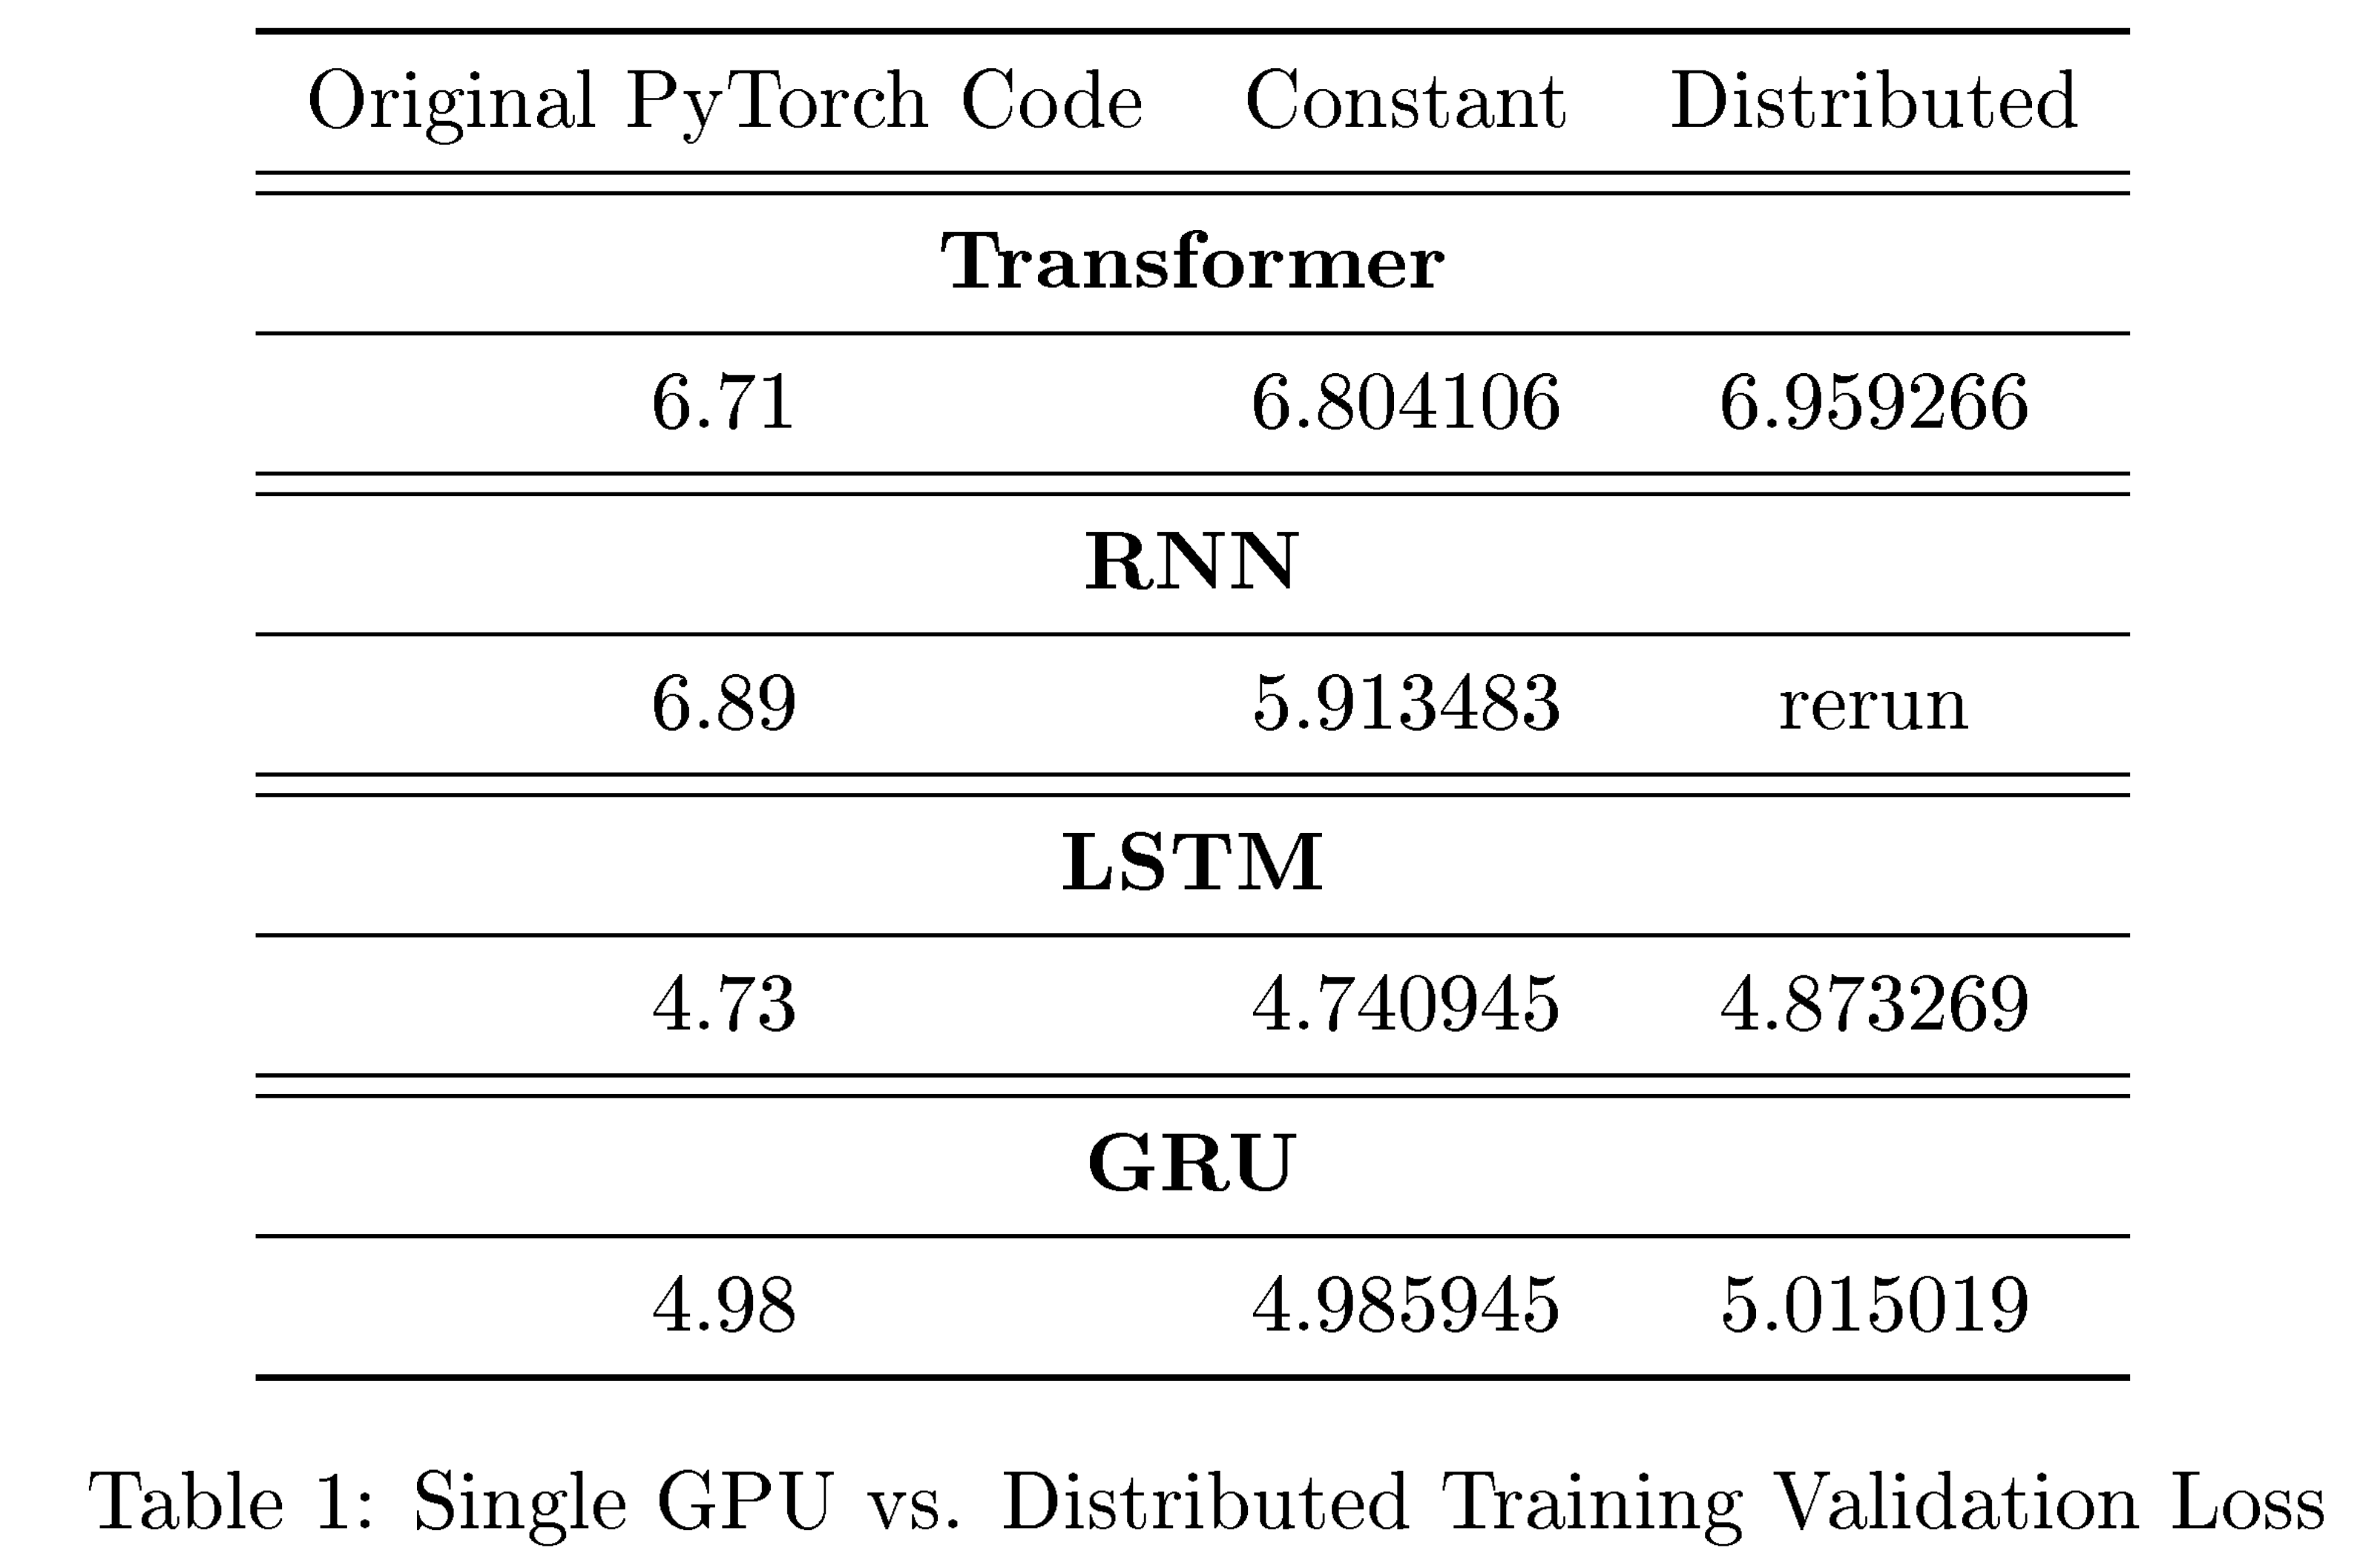 Original PyTorch Code Constant Distributed
Transformer
6.71 6.804106 6.959266
RNN
6.89 5.913483 rerun
LSTM
4.73 4.740945 4.873269
GRU
4.98 4.985945 5.015019
Table 1: Single GPU vs. Distributed Training Validation Loss